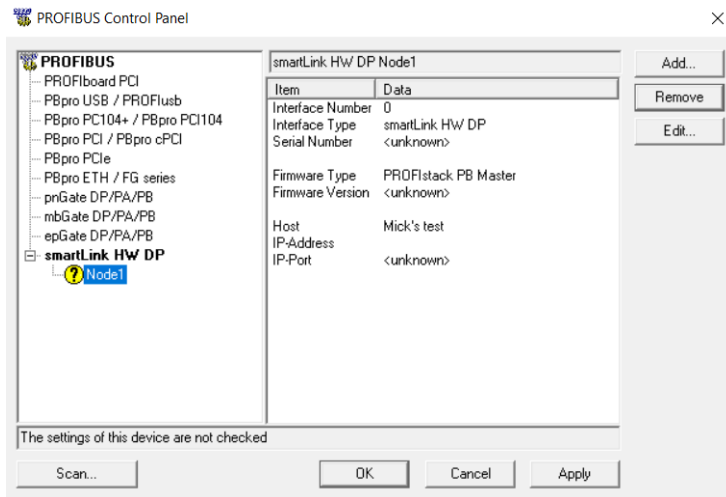 PROFIBUS Control Panel
PROFIBUS
PROFIboard PCI
PBpro USB / PROFIusb
PBpro PC104+ / PBpro PCI104
PBpro PCI / PBpro cPCI
PBpro PCIe
PBpro ETH / FG series
pnGate DP/PA/PB
mbGate DP/PA/PB
epGate DP/PA/PB
smartLink HW DP
Node1
smartLink HW DP Node1
Item Data
Interface Number 0
Interface Type smartLink HW DP
Serial Number <unknown>
Firmware Type PROFIstack PB Master
Firmware Version <unknown>
Host Mick's test
IP-Address
IP-Port <unknown>
Add...
Remove
Edit...
The settings of this device are not checked
Scan...
OK
Cancel
Apply